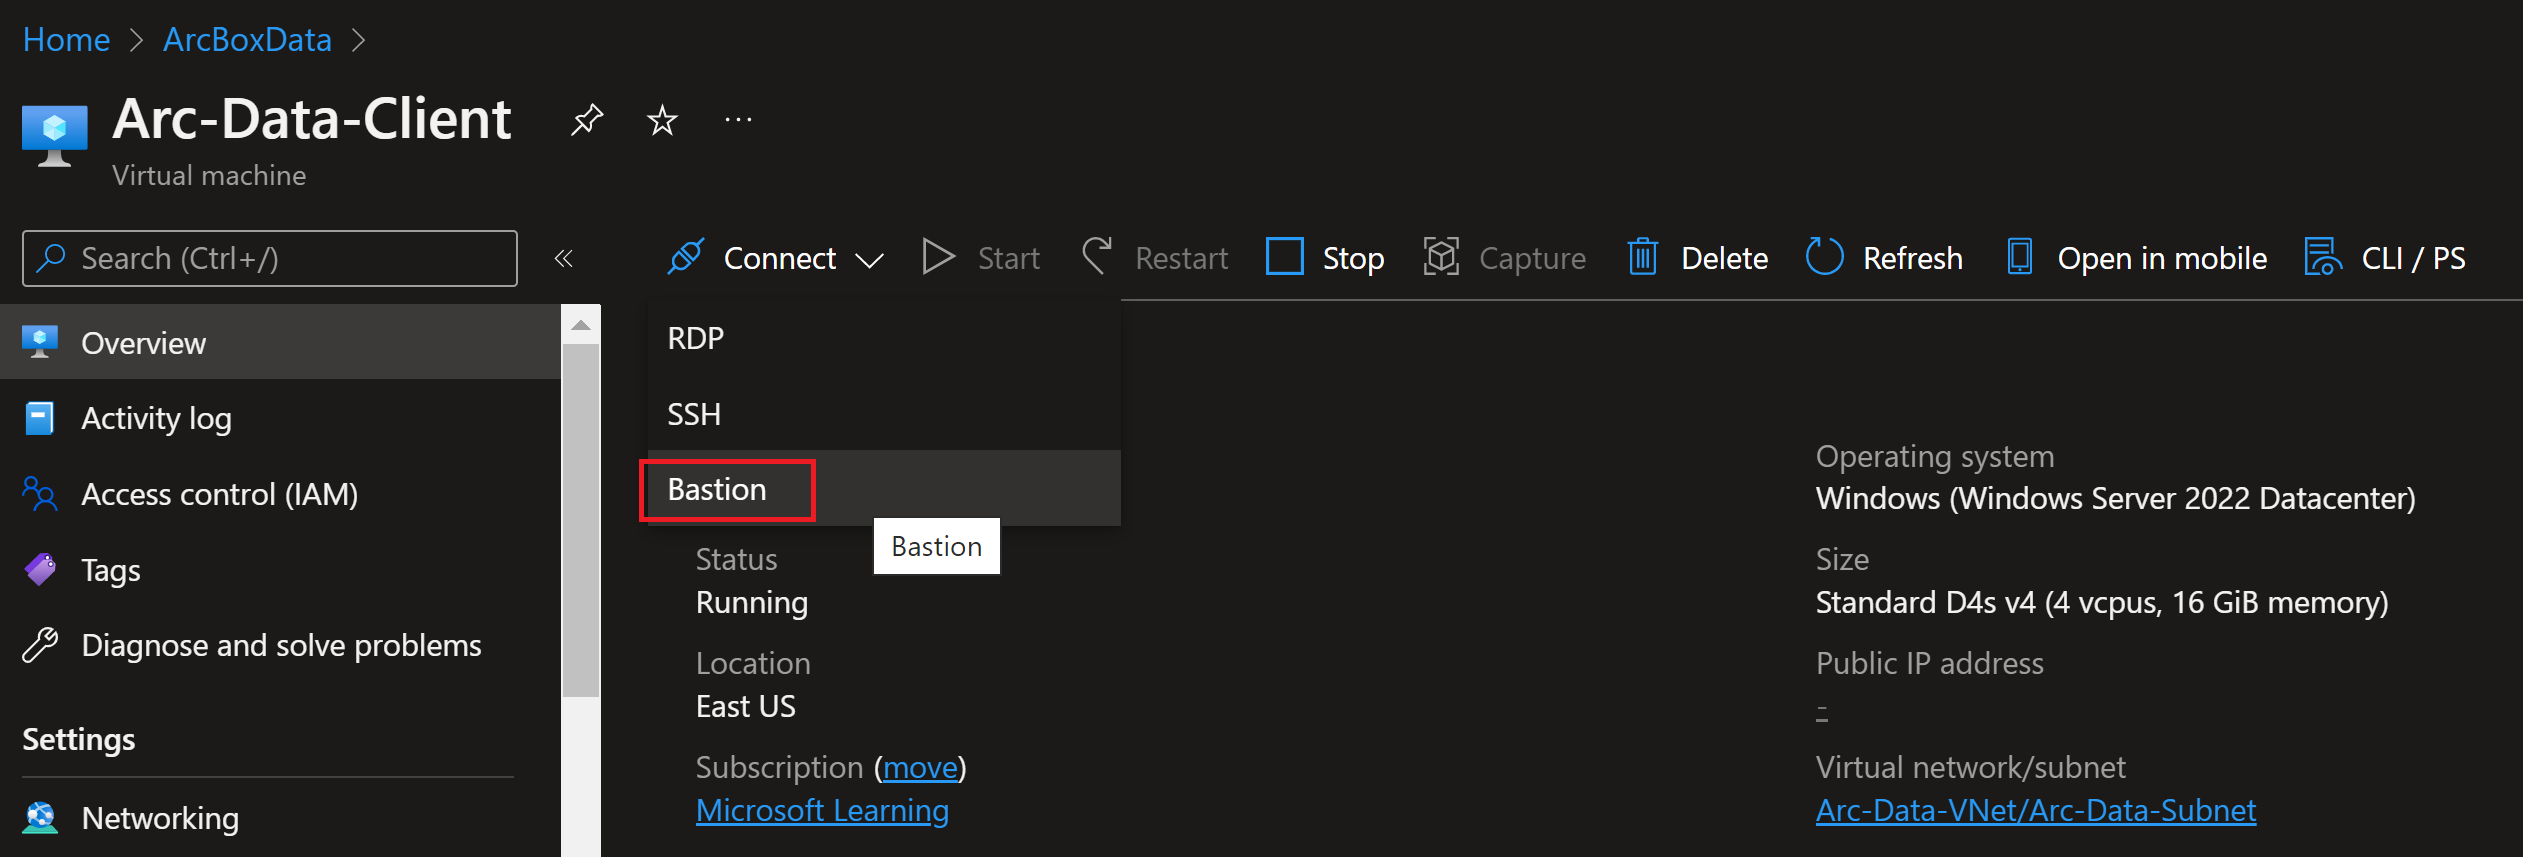 Home > ArcBoxData >
Arc-Data-Client
Virtual machine
Search (Ctrl+/)
«
Connect
Start
Restart
Stop
Capture
Delete
Refresh
Open in mobile
CLI / PS
Overview
Activity log
Access control (IAM)
Tags
Diagnose and solve problems
Settings
Networking
RDP
SSH
Bastion
Bastion
Status
Running
Location
East US
Subscription (move)
Microsoft Learning
Operating system
Windows (Windows Server 2022 Datacenter)
Size
Standard D4s v4 (4 vcpus, 16 GiB memory)
Public IP address
-
Virtual network/subnet
Arc-Data-VNet/Arc-Data-Subnet